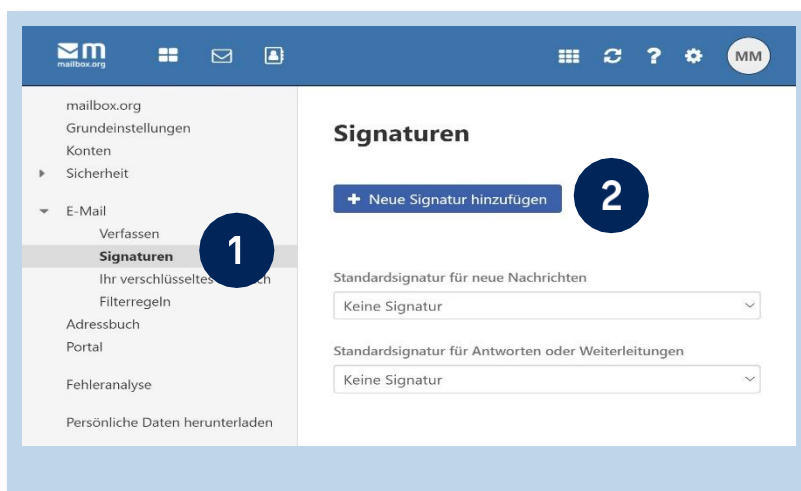 mailbox.org
MM
mailbox.org
Grundeinstellungen
Konten
Sicherheit
E-Mail
Verfassen
Signaturen
Ihr verschlüsseltes
Filterregeln
Adressbuch
Portal
Fehleranalyse
Persönliche Daten herunterladen
1
Signaturen
+ Neue Signatur hinzufügen
2
Standardsignatur für neue Nachrichten
Keine Signatur
Standardsignatur für Antworten oder Weiterleitungen
Keine Signatur